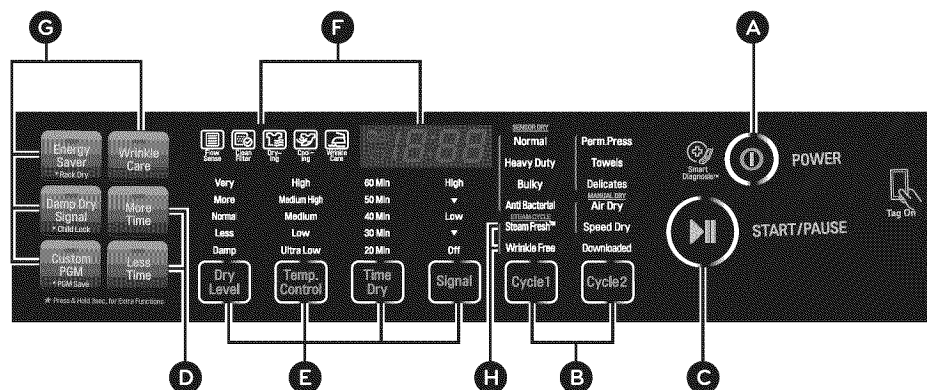 G
F
A
Energy
Saver
* Rack Dry
Wrinkle
Care
Damp Dry
Signal
* Child Lock
More
Time
Custom
PGM
* PGM Save
Less
Time
★ Press & Hold 3sec. for Extra Functions
Flow
Sense
Clean
Filter
Dry-
ing
Coo-
ing
Wrinkle
Care
18:88
Very High 60 Min High
More Medium High 50 Min ▼
Normal Medium 40 Min Low
Less Low 30 Min ▼
Damp Ultra Low 20 Min Off
Dry
Level
Temp.
Control
Time
Dry
Signal
SENSOR DRY
Normal
Heavy Duty
Bulky
Anti Bacterial
STEAM CYCLE
Steam Fresh™
Wrinkle Free
Perm.Press
Towels
Delicates
MANUAL DRY
Air Dry
Speed Dry
Downloaded
Cycle1
Cycle2
Smart
Diagnosis™
POWER
START/PAUSE
Tag On
D
E
H
B
C